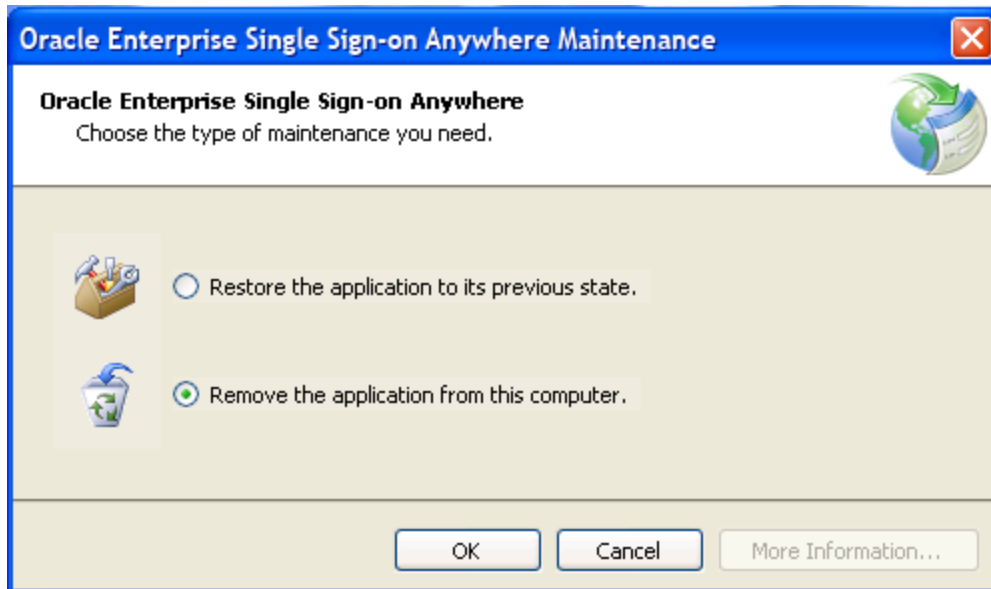 Oracle Enterprise Single Sign-on Anywhere Maintenance
Oracle Enterprise Single Sign-on Anywhere
Choose the type of maintenance you need.
Restore the application to its previous state.
Remove the application from this computer.
OK
Cancel
More Information...